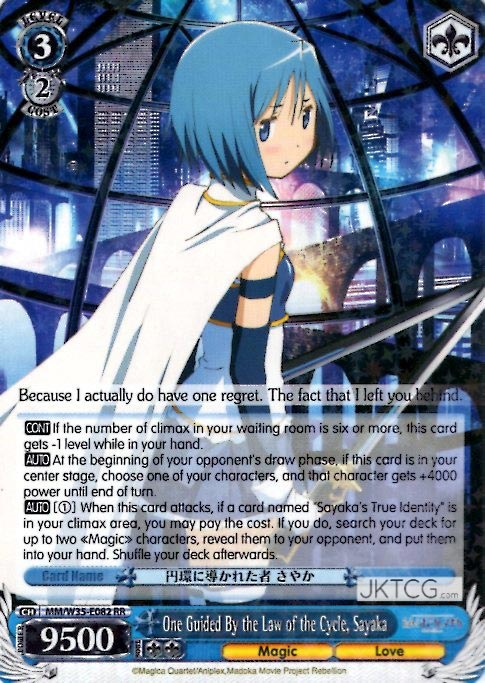 LEVEL
3
2
COST
Because I actually do have one regret. The fact that I left you behind.
CONT If the number of climax in your waiting room is six or more, this card
gets -1 level while in your hand.
AUTO At the beginning of your opponent's draw phase, if this card is in your
center stage, choose one of your characters, and that character gets +4000
power until end of turn.
AUTO [①] When this card attacks, if a card named "Sayaka's True Identity" is
in your climax area, you may pay the cost. If you do, search your deck for
up to two «Magic» characters, reveal them to your opponent, and put them
into your hand. Shuffle your deck afterwards.
Card Name 円環に導かれた者 さやか
JKTCG.com
CH MM/W35-E082 RR
POWER 9500 One Guided By the Law of the Cycle, Sayaka
Magic Love
©Magica Quartet/Aniplex,Madoka Movie Project Rebellion